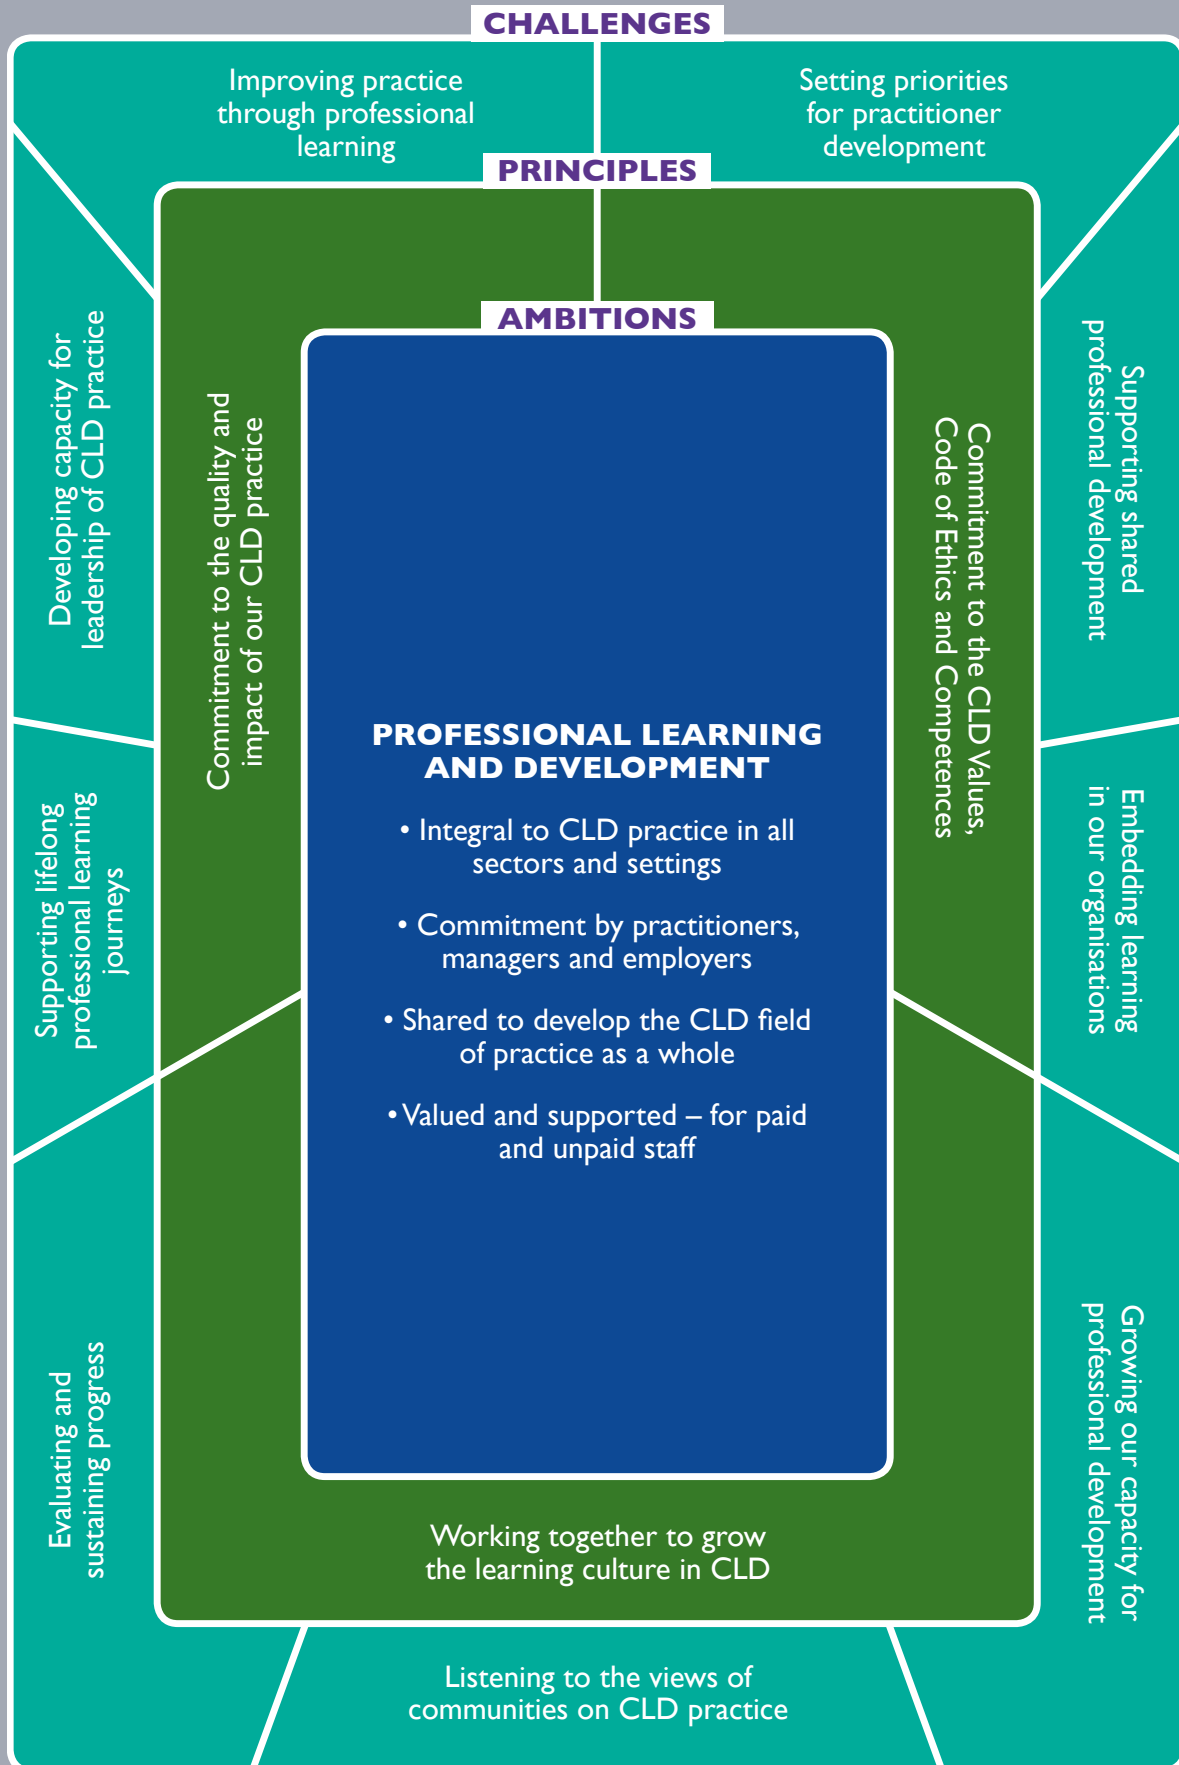 CHALLENGES
Improving practice
through professional
learning
Setting priorities
for practitioner
development
Supporting shared
professional development
Embedding learning
in our organisations
Growing our capacity for
professional development
Listening to the views of
communities on CLD practice
Evaluating and
sustaining progress
Supporting lifelong
professional learning
journeys
Developing capacity for
leadership of CLD practice
PRINCIPLES
Commitment to the quality and
impact of our CLD practice
Commitment to the CLD Values,
Code of Ethics and Competences
Working together to grow
the learning culture in CLD
AMBITIONS
PROFESSIONAL LEARNING
AND DEVELOPMENT
• Integral to CLD practice in all
sectors and settings
• Commitment by practitioners,
managers and employers
• Shared to develop the CLD field
of practice as a whole
• Valued and supported – for paid
and unpaid staff